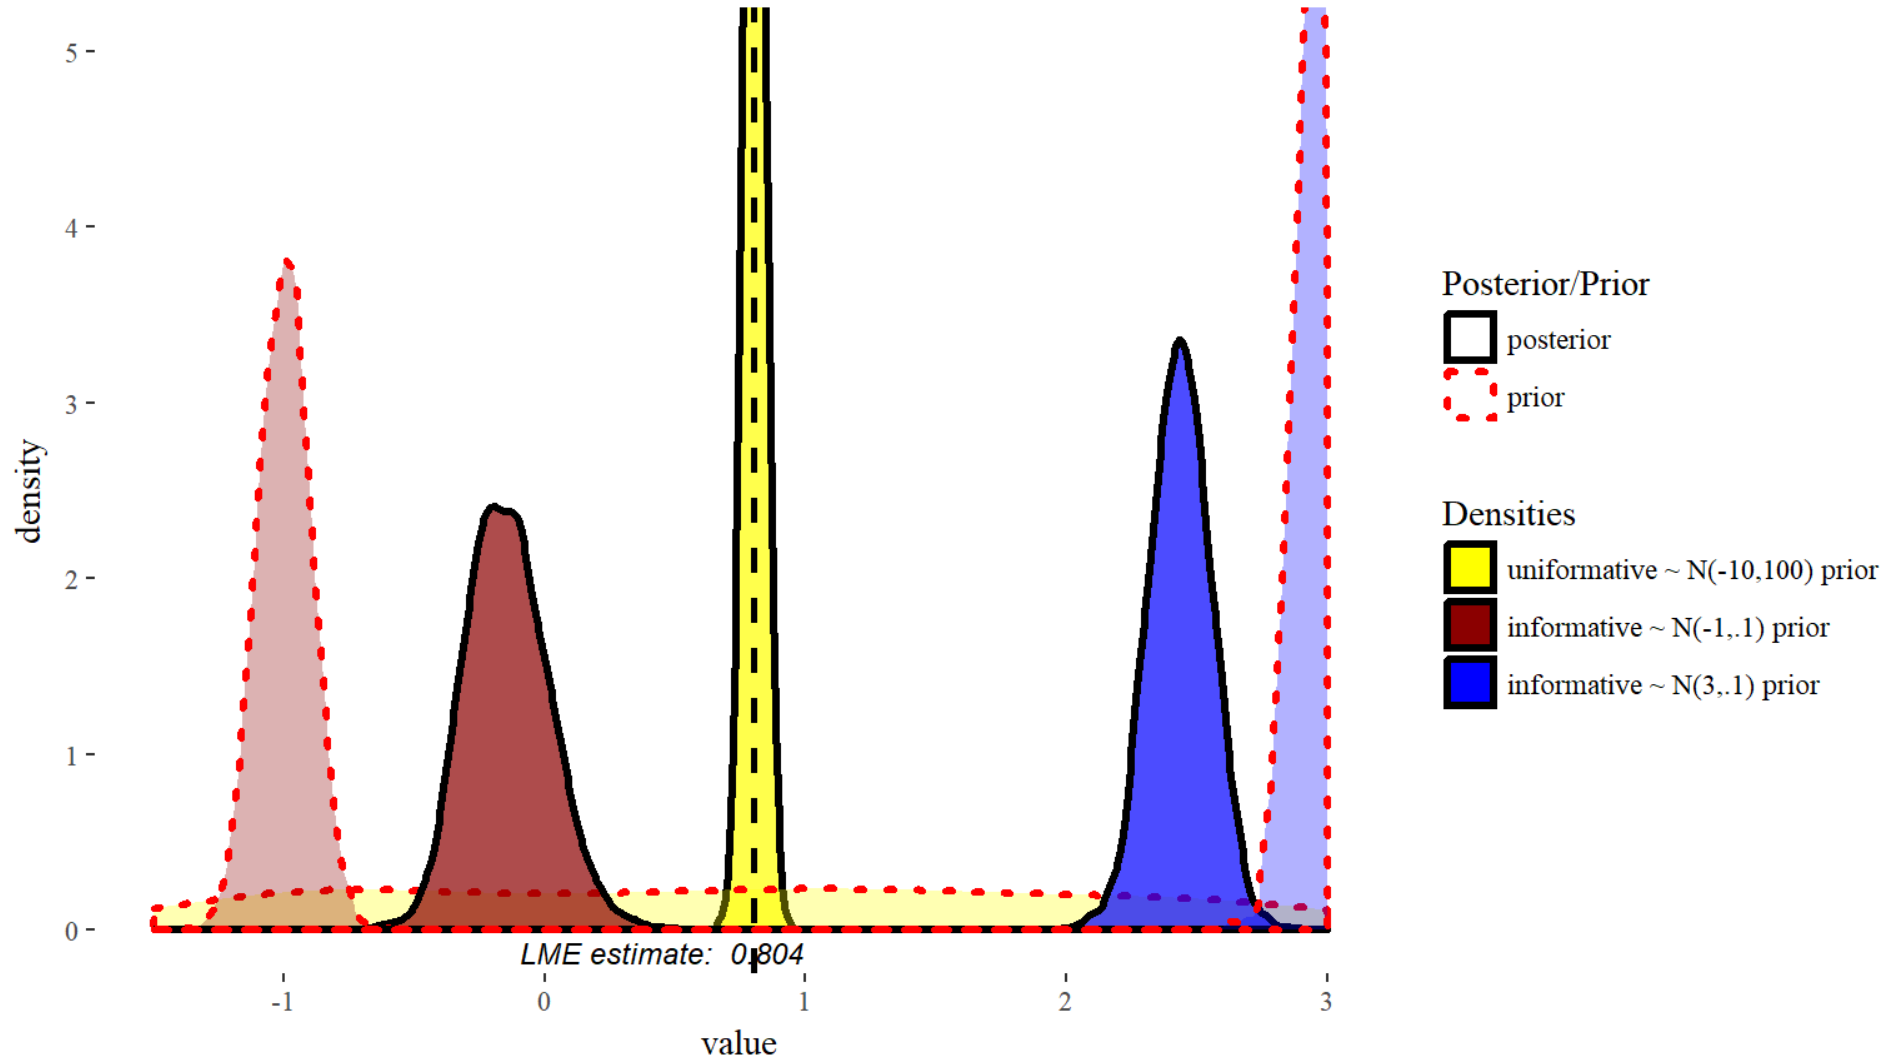 5
4
3
2
1
0
density
LME estimate: 0.804
-1
0
1
2
3
value
Posterior/Prior
posterior
prior
Densities
uniformative ~ N(-10,100) prior
informative ~ N(-1,.1) prior
informative ~ N(3,.1) prior